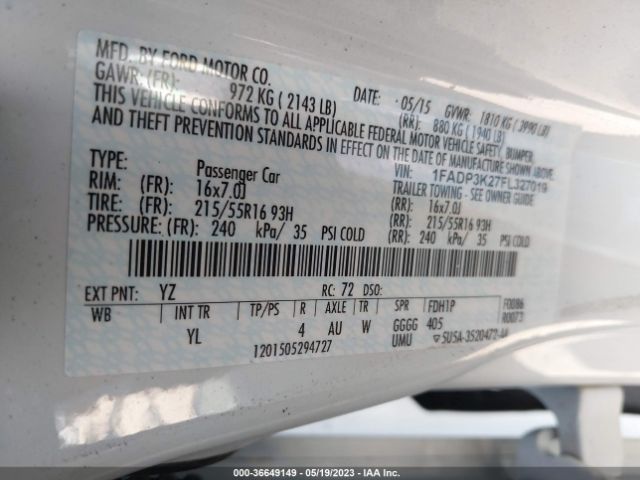 MFD. BY FORD MOTOR CO.
DATE: 05/15 GVWR: 1810 KG ( 3990 LB)
GAWR: (FR): 972 KG ( 2143 LB) (RR): 880 KG ( 1940 LB)
THIS VEHICLE CONFORMS TO ALL APPLICABLE FEDERAL MOTOR VEHICLE SAFETY, BUMPER,
AND THEFT PREVENTION STANDARDS IN EFFECT ON THE DATE OF MANUFACTURE SHOWN ABOVE.
VIN: 1FADP3K27FL327019
TYPE: Passenger Car TRAILER TOWING - SEE OWNER GUIDE
RIM: (FR): 16x7.0J (RR): 16x7.0J
TIRE: (FR): 215/55R16 93H (RR): 215/55R16 93H
PRESSURE: (FR): 240 kPa/ 35 PSI COLD (RR): 240 kPa/ 35 PSI COLD
EXT PNT: YZ RC: 72 DSO: F0086
WB INT TR TP/PS R AXLE TR SPR FDH1P R0073
YL 4 AU W GGGG 405
1201505294727 UMU ▽5U5A-3520472-AA
000-36649149 - 05/19/2023 - IAA Inc.